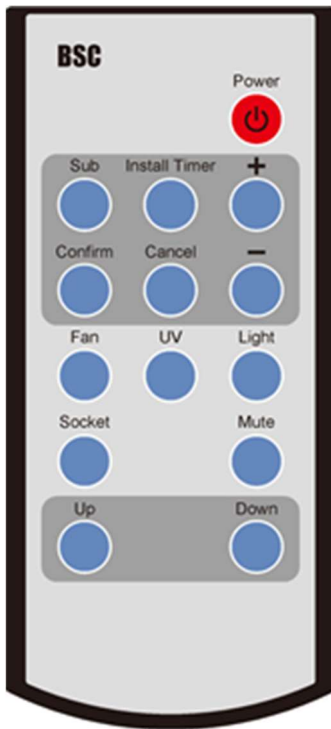 BSC
Power
Sub Install Timer +
Confirm Cancel −
Fan UV Light
Socket Mute
Up Down